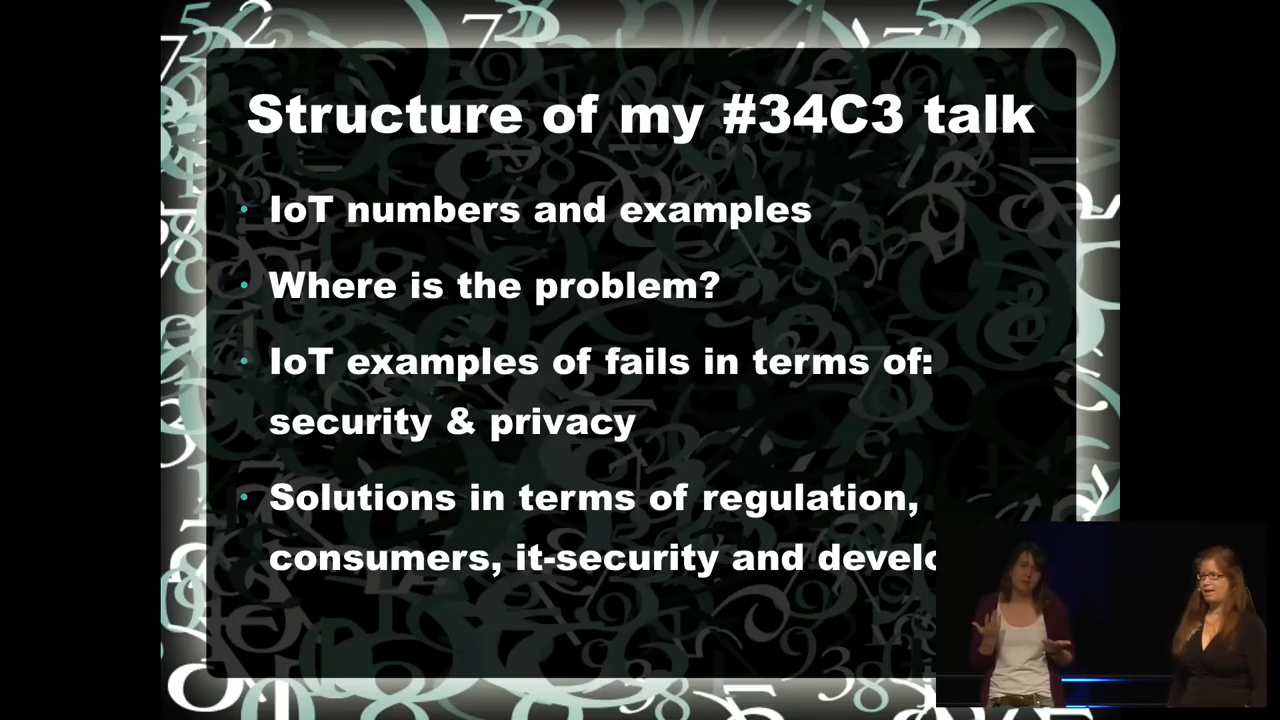 Structure of my #34C3 talk
IoT numbers and examples
Where is the problem?
IoT examples of fails in terms of:
security & privacy
Solutions in terms of regulation,
consumers, it-security and